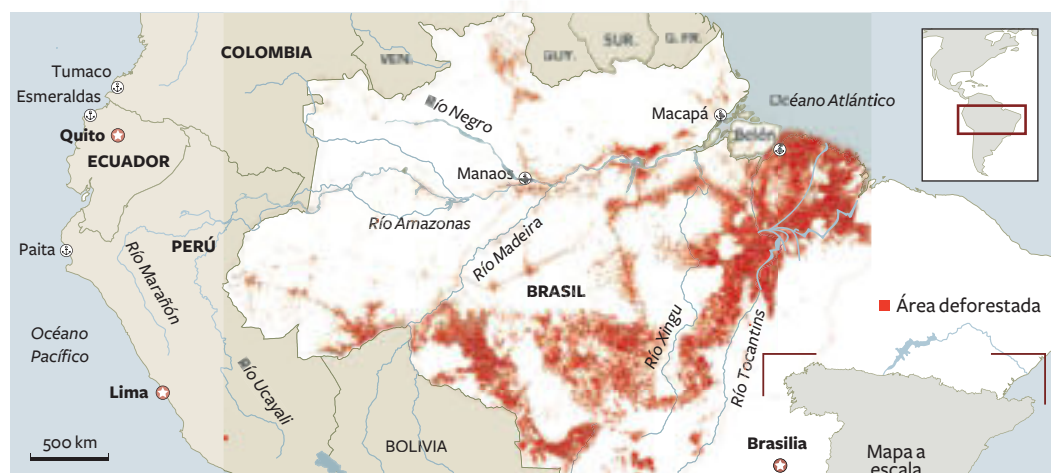 COLOMBIA
VEN.
GUY.
SUR.
G. FR.
Tumaco
Esmeraldas
Quito
ECUADOR
Río Negro
Macapá
Océano Atlántico
Belén
Manaos
Río Amazonas
Río Madeira
PERÚ
Paita
Río Marañón
BRASIL
Área deforestada
Río Xingu
Río Tocantins
Océano
Pacífico
Lima
Río Ucayali
500 km
BOLIVIA
Brasilia
Mapa a
escala